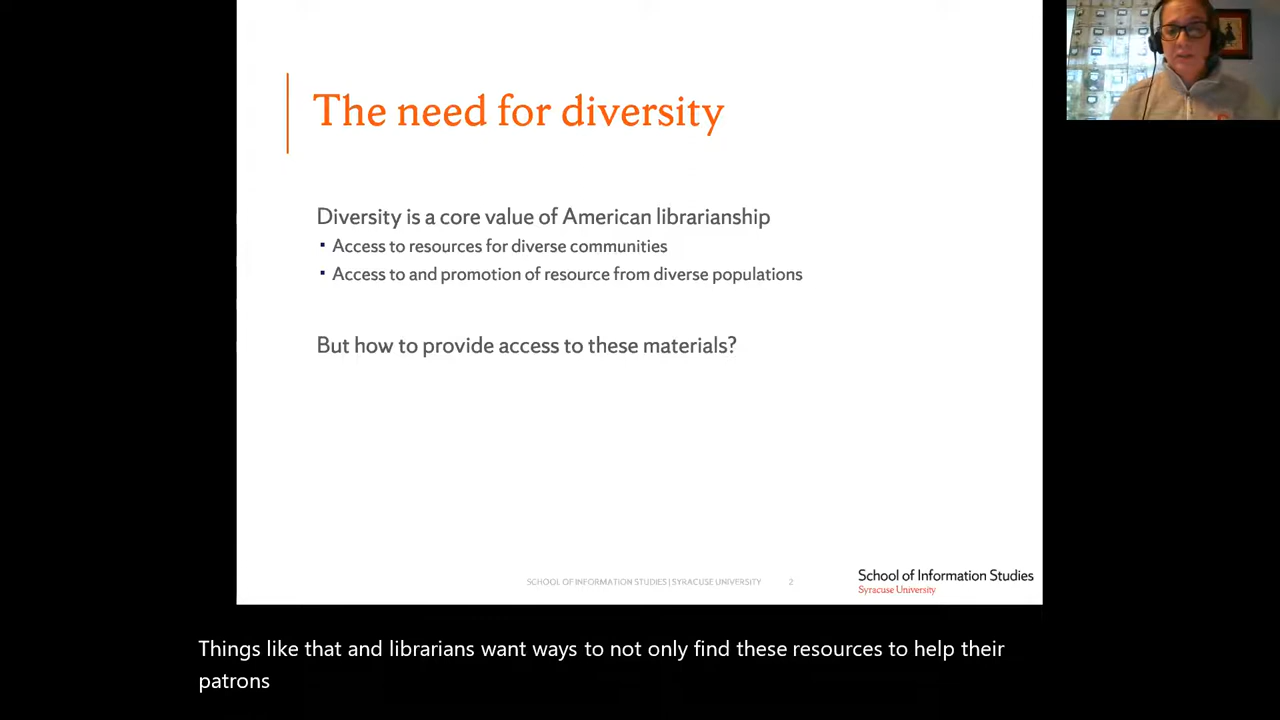 The need for diversity
Diversity is a core value of American librarianship
▪ Access to resources for diverse communities
▪ Access to and promotion of resource from diverse populations
But how to provide access to these materials?
SCHOOL OF INFORMATION STUDIES | SYRACUSE UNIVERSITY 2
School of Information Studies
Syracuse University
Things like that and librarians want ways to not only find these resources to help their
patrons